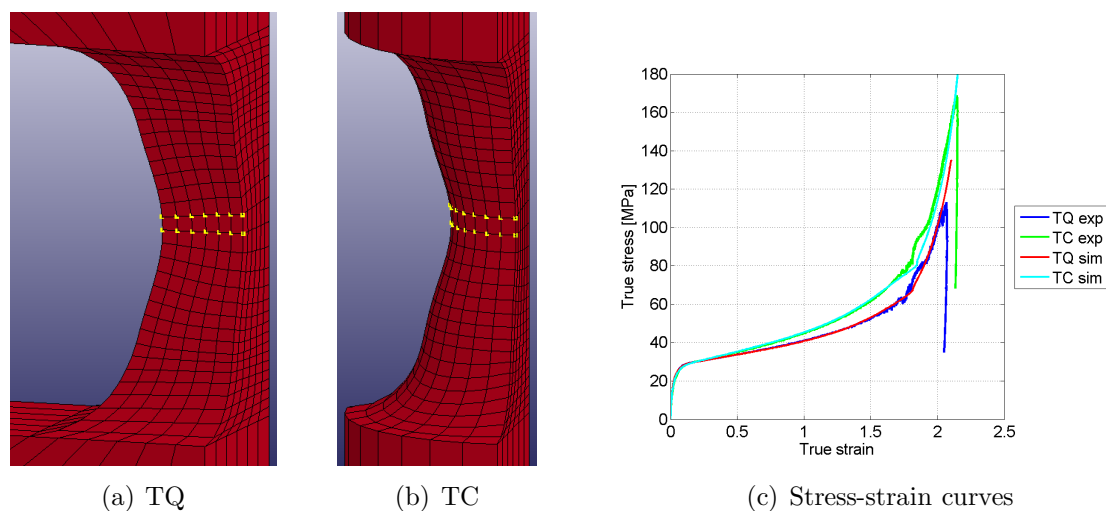 180
160
140
120
100
80
60
40
20
0
0
0.5
1
1.5
2
2.5
True stress [MPa]
True strain
TQ exp
TC exp
TQ sim
TC sim
(a) TQ
(b) TC
(c) Stress-strain curves